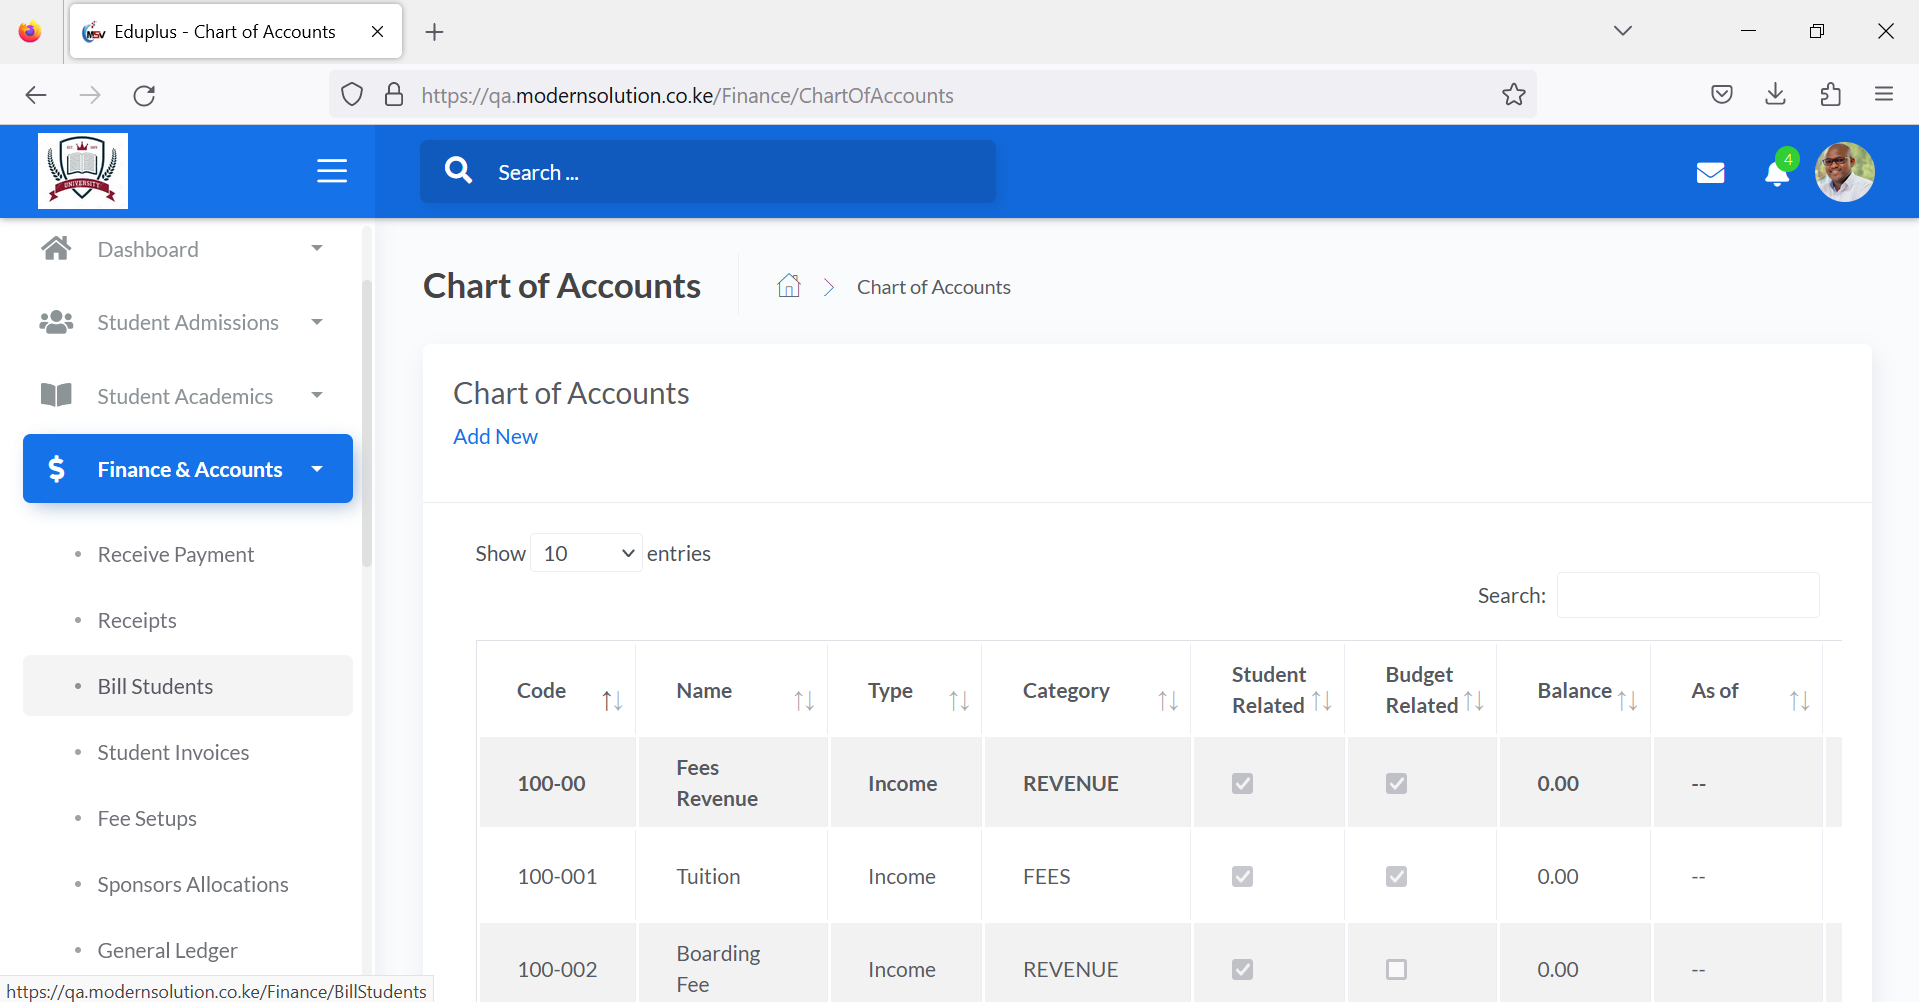 Eduplus - Chart of Accounts
https://qa.modernsolution.co.ke/Finance/ChartOfAccounts
UNIVERSITY
Search ...
4
Dashboard
Student Admissions
Student Academics
Finance & Accounts
Receive Payment
Receipts
Bill Students
Student Invoices
Fee Setups
Sponsors Allocations
General Ledger
https://qa.modernsolution.co.ke/Finance/BillStudents
Chart of Accounts
Chart of Accounts
Chart of Accounts
Add New
Show 10 entries
Search:
Code Name Type Category Student Related Budget Related Balance As of
100-00 Fees Revenue Income REVENUE 0.00 --
100-001 Tuition Income FEES 0.00 --
100-002 Boarding Fee Income REVENUE 0.00 --